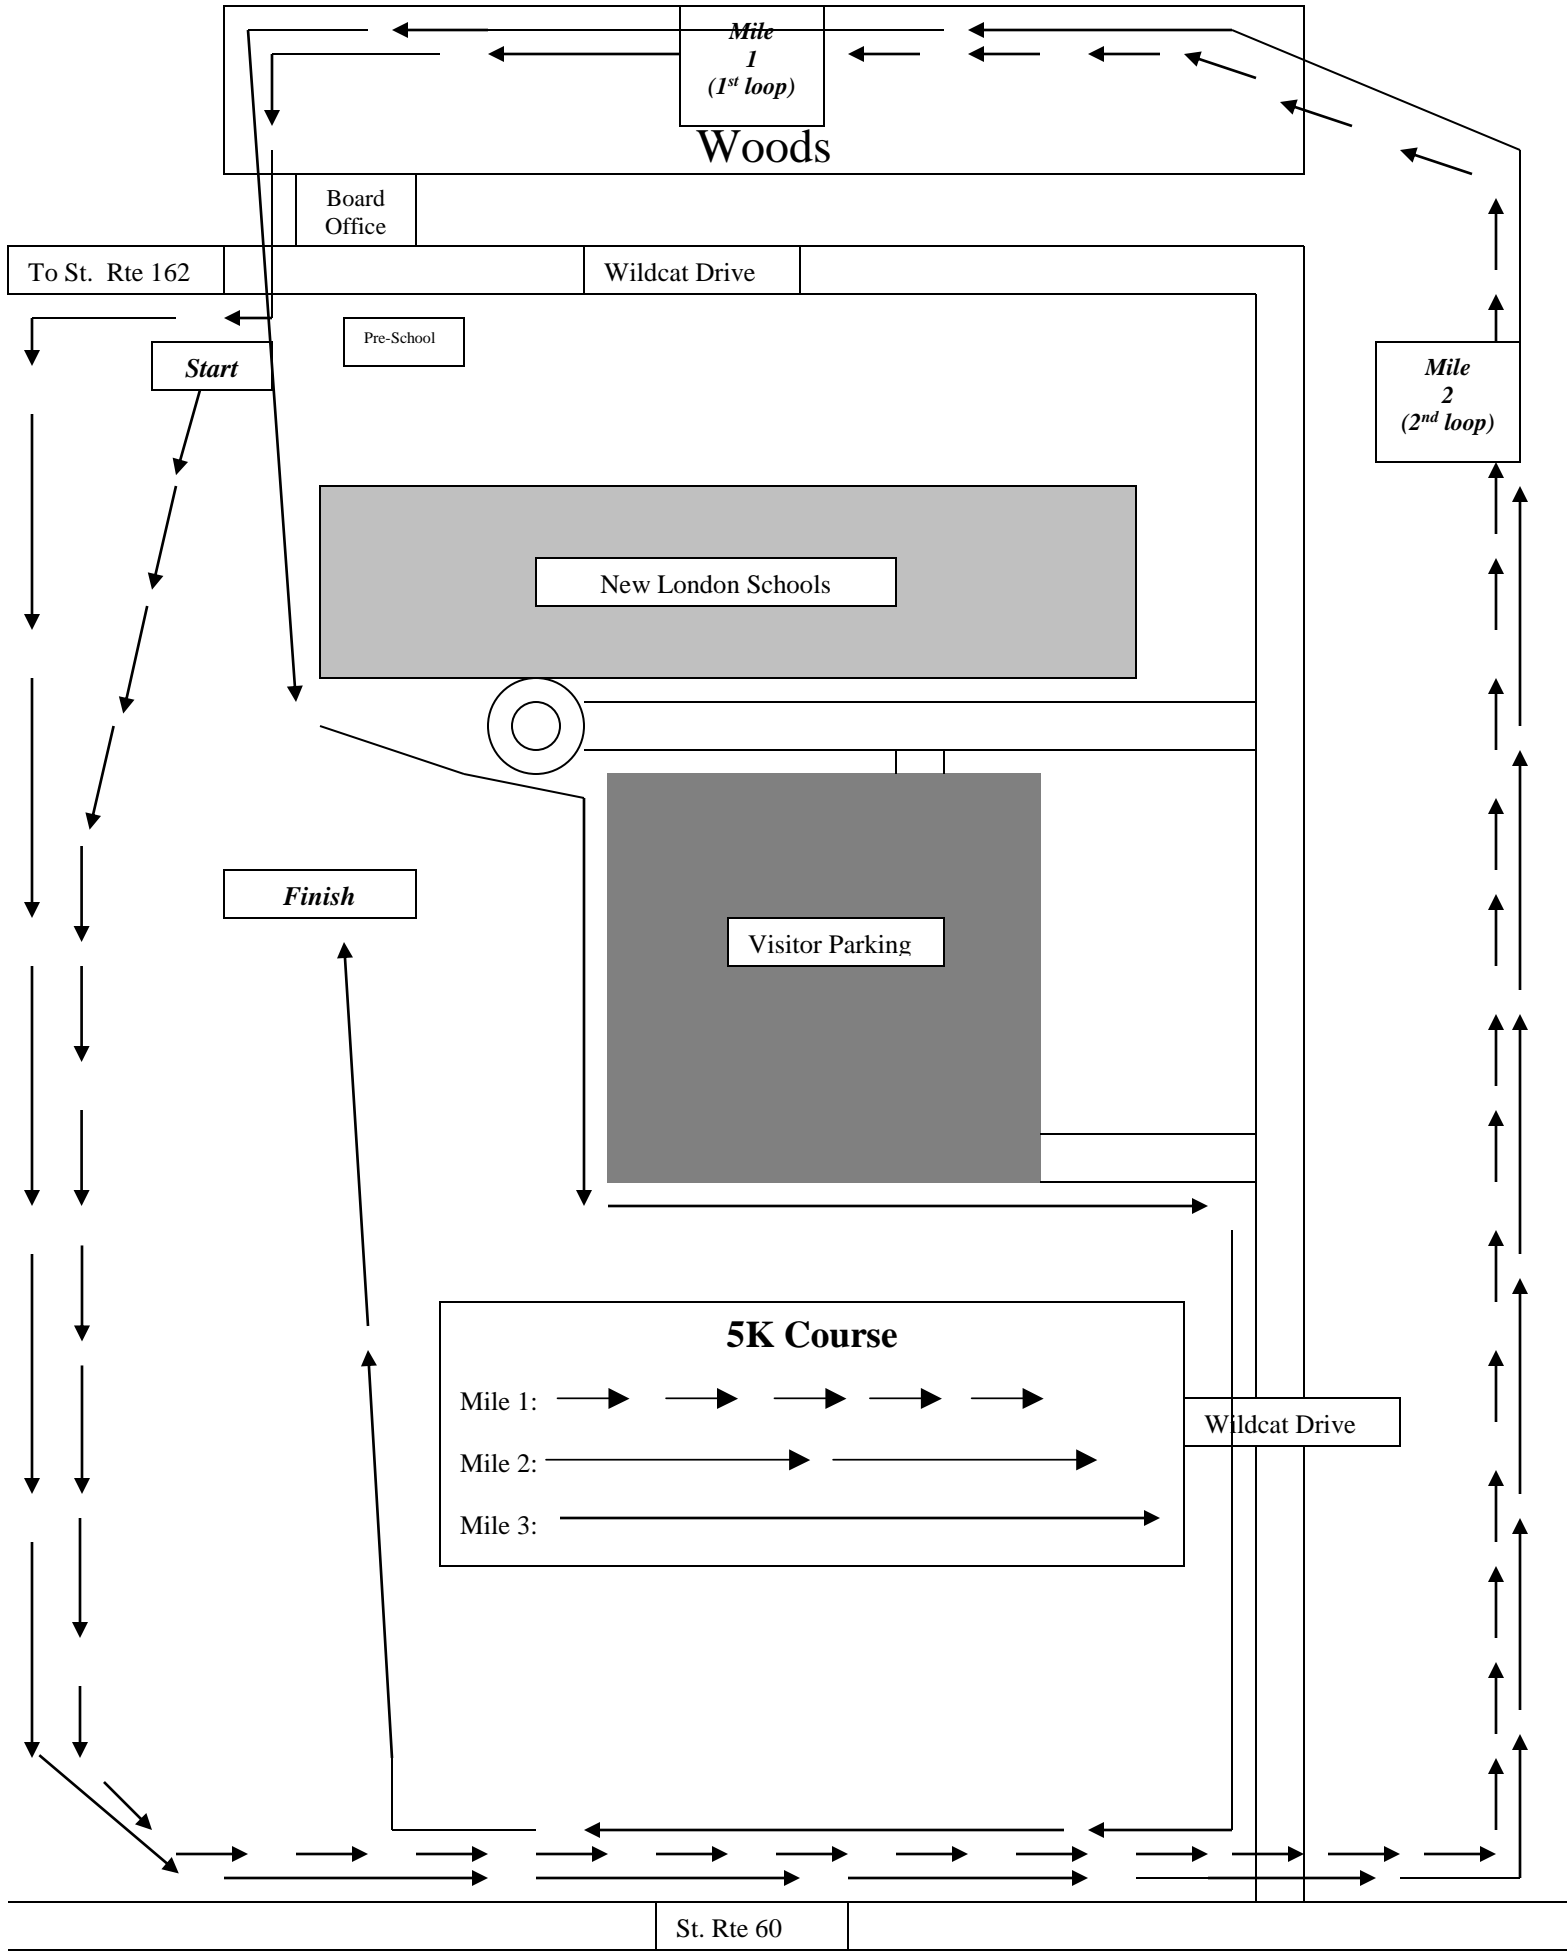 Mile
1
(1st loop)
Woods
Board
Office
To St. Rte 162
Wildcat Drive
Pre-School
Start
Mile
2
(2nd loop)
New London Schools
Finish
Visitor Parking
5K Course
Mile 1:
Wildcat Drive
Mile 2:
Mile 3:
St. Rte 60